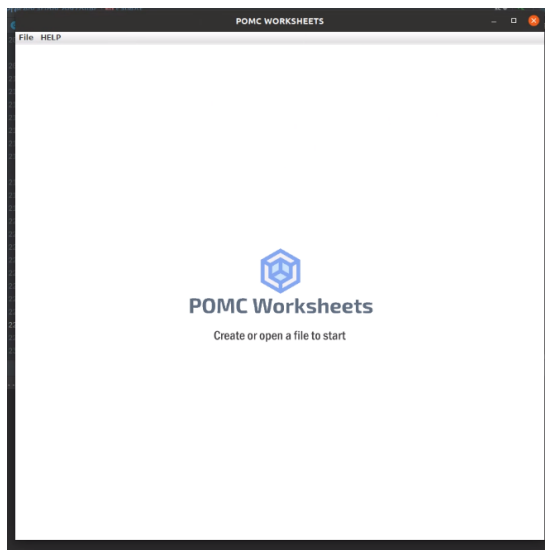 POMC WORKSHEETS
File HELP
POMC Worksheets
Create or open a file to start